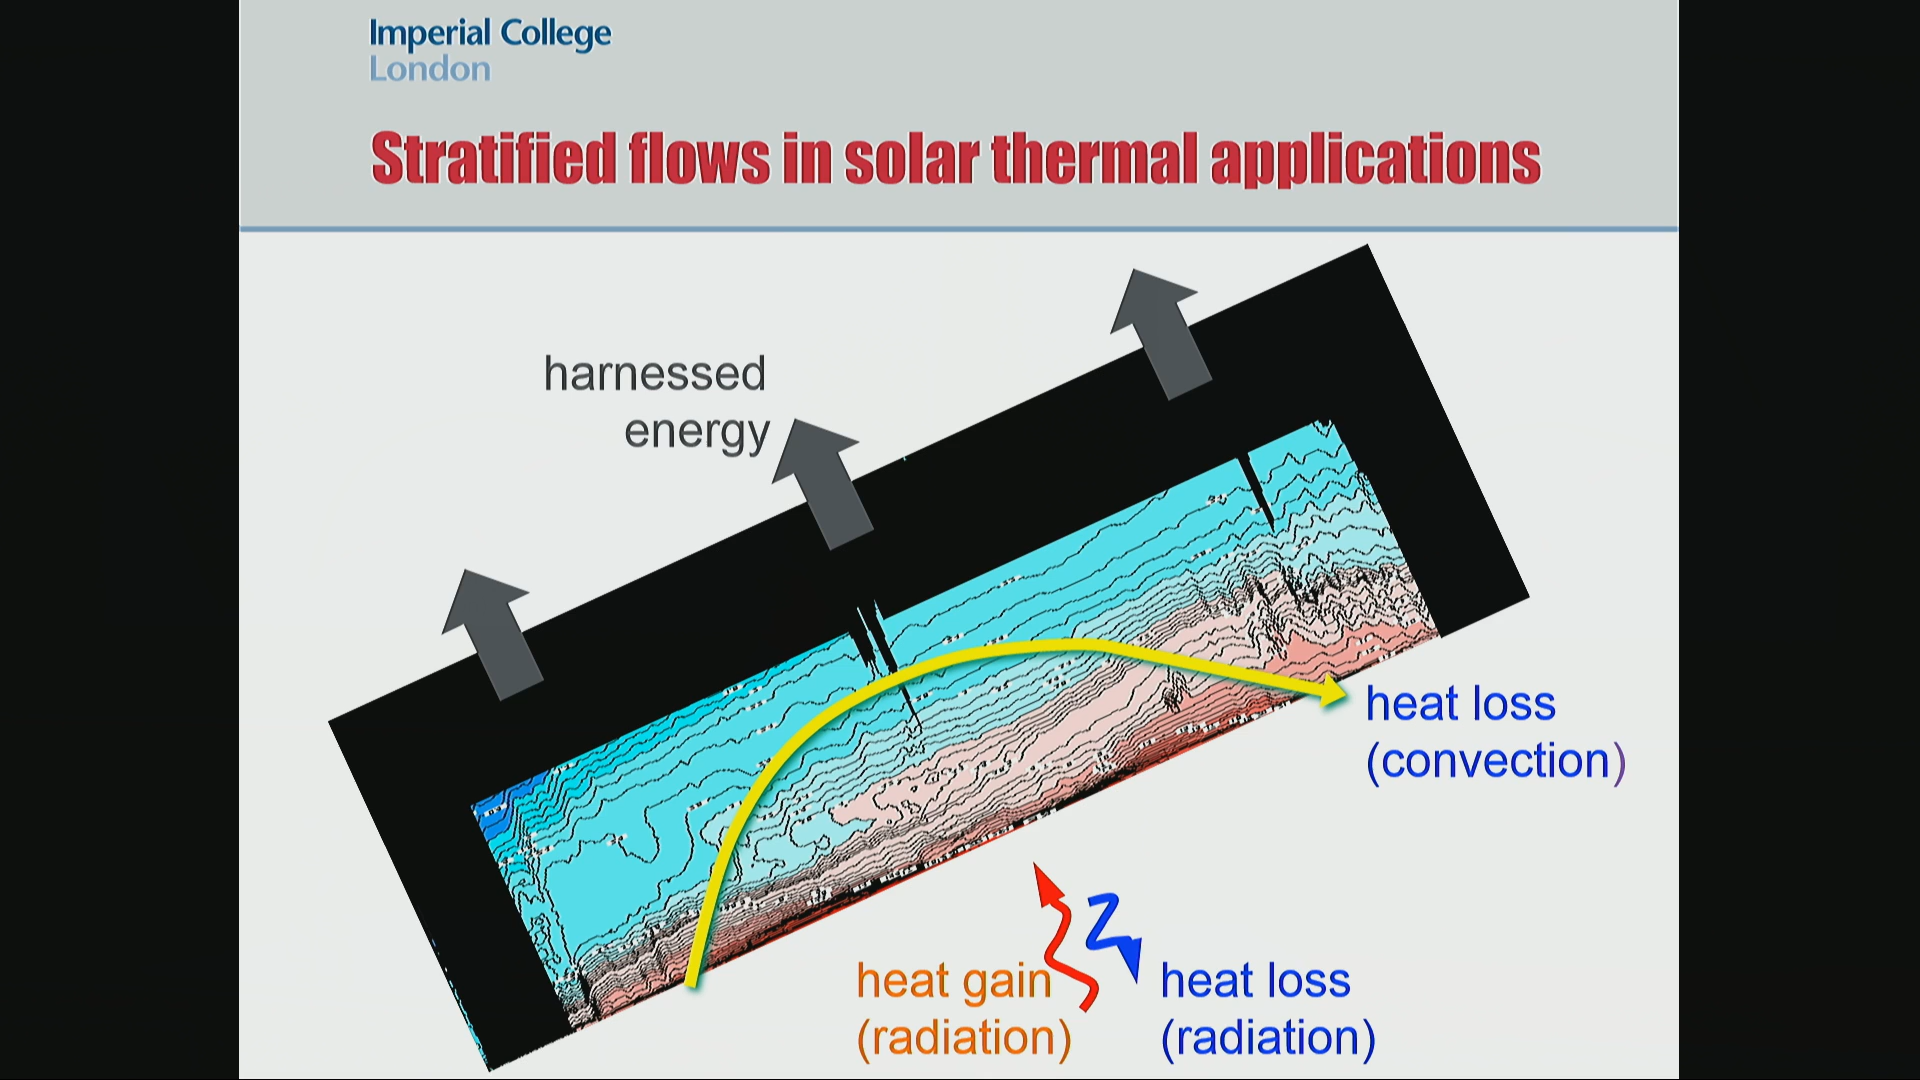 Imperial College
London
Stratified flows in solar thermal applications
harnessed
energy
heat loss
(convection)
heat gain
(radiation)
heat loss
(radiation)